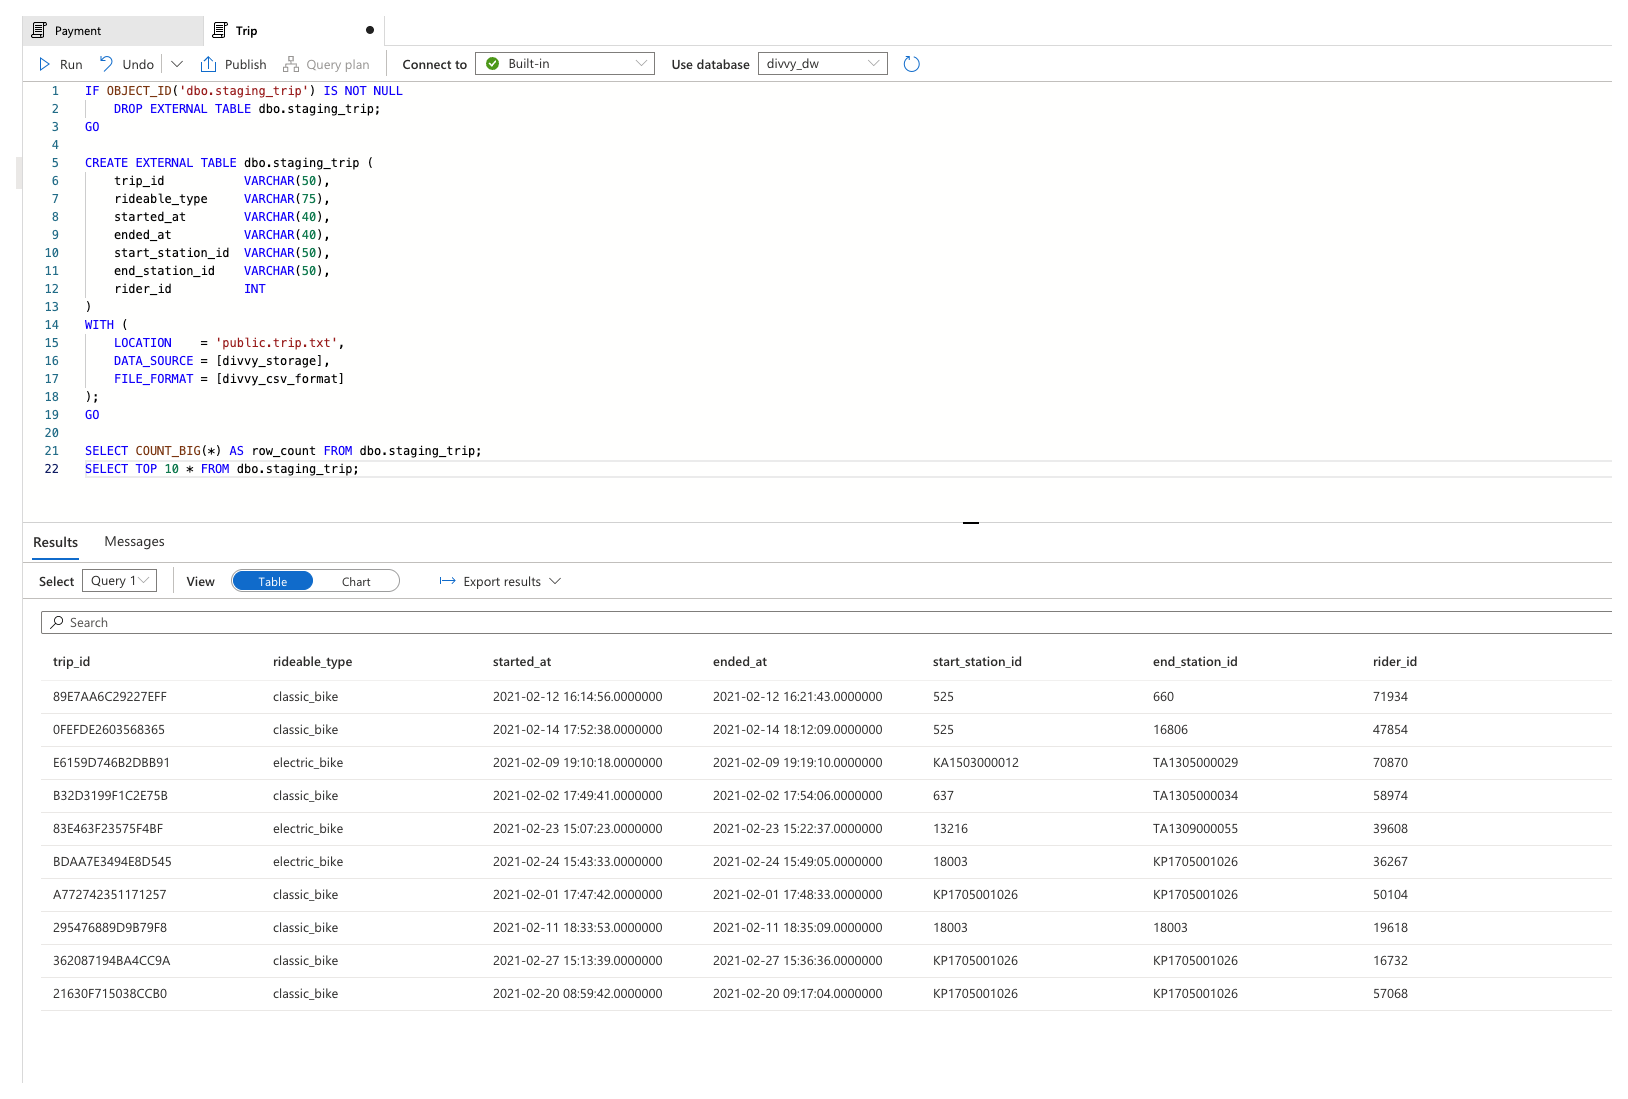 Payment Trip
Run Undo Publish Query plan Connect to Built-in Use database divvy_dw
1 IF OBJECT_ID('dbo.staging_trip') IS NOT NULL
2 DROP EXTERNAL TABLE dbo.staging_trip;
3 GO
4
5 CREATE EXTERNAL TABLE dbo.staging_trip (
6 trip_id VARCHAR(50),
7 rideable_type VARCHAR(75),
8 started_at VARCHAR(40),
9 ended_at VARCHAR(40),
10 start_station_id VARCHAR(50),
11 end_station_id VARCHAR(50),
12 rider_id INT
13 )
14 WITH (
15 LOCATION = 'public.trip.txt',
16 DATA_SOURCE = [divvy_storage],
17 FILE_FORMAT = [divvy_csv_format]
18 );
19 GO
20
21 SELECT COUNT_BIG(*) AS row_count FROM dbo.staging_trip;
22 SELECT TOP 10 * FROM dbo.staging_trip;
Results Messages
Select Query 1 View Table Chart Export results
Search
trip_id rideable_type started_at ended_at start_station_id end_station_id rider_id
89E7AA6C29227EFF classic_bike 2021-02-12 16:14:56.0000000 2021-02-12 16:21:43.0000000 525 660 71934
0FEFDE2603568365 classic_bike 2021-02-14 17:52:38.0000000 2021-02-14 18:12:09.0000000 525 16806 47854
E6159D746B2DBB91 electric_bike 2021-02-09 19:10:18.0000000 2021-02-09 19:19:10.0000000 KA1503000012 TA1305000029 70870
B32D3199F1C2E75B classic_bike 2021-02-02 17:49:41.0000000 2021-02-02 17:54:06.0000000 637 TA1305000034 58974
83E463F23575F4BF electric_bike 2021-02-23 15:07:23.0000000 2021-02-23 15:22:37.0000000 13216 TA1309000055 39608
BDAA7E3494E8D545 electric_bike 2021-02-24 15:43:33.0000000 2021-02-24 15:49:05.0000000 18003 KP1705001026 36267
A772742351171257 classic_bike 2021-02-01 17:47:42.0000000 2021-02-01 17:48:33.0000000 KP1705001026 KP1705001026 50104
295476889D9B79F8 classic_bike 2021-02-11 18:33:53.0000000 2021-02-11 18:35:09.0000000 18003 18003 19618
362087194BA4CC9A classic_bike 2021-02-27 15:13:39.0000000 2021-02-27 15:36:36.0000000 KP1705001026 KP1705001026 16732
21630F715038CCB0 classic_bike 2021-02-20 08:59:42.0000000 2021-02-20 09:17:04.0000000 KP1705001026 KP1705001026 57068